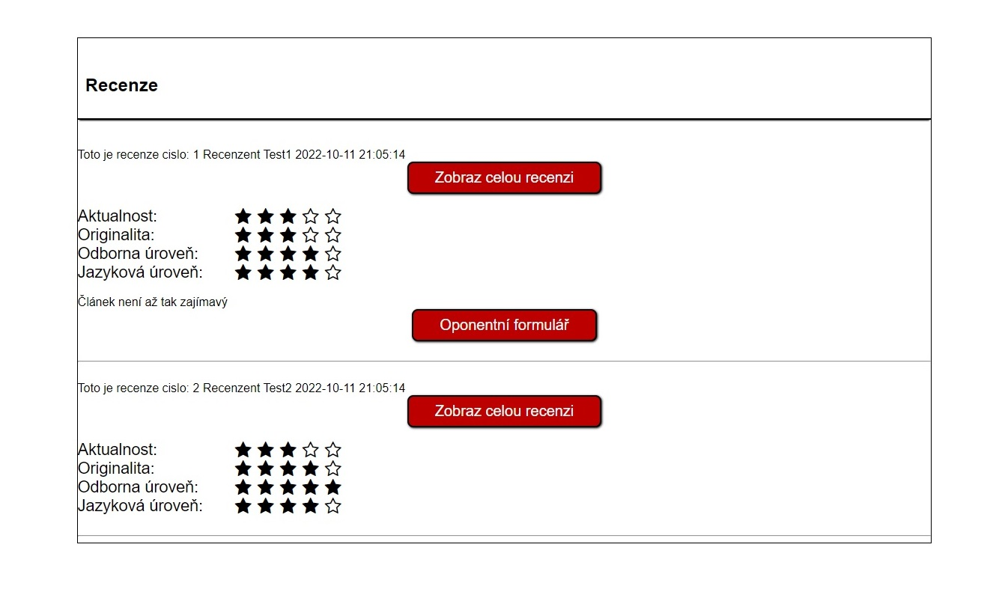 Recenze
Toto je recenze cislo: 1 Recenzent Test1 2022-10-11 21:05:14
Zobraz celou recenzi
Aktualnost:
Originalita:
Odborna úroveň:
Jazyková úroveň:
Článek není až tak zajímavý
Oponentní formulář
Toto je recenze cislo: 2 Recenzent Test2 2022-10-11 21:05:14
Zobraz celou recenzi
Aktualnost:
Originalita:
Odborna úroveň:
Jazyková úroveň: